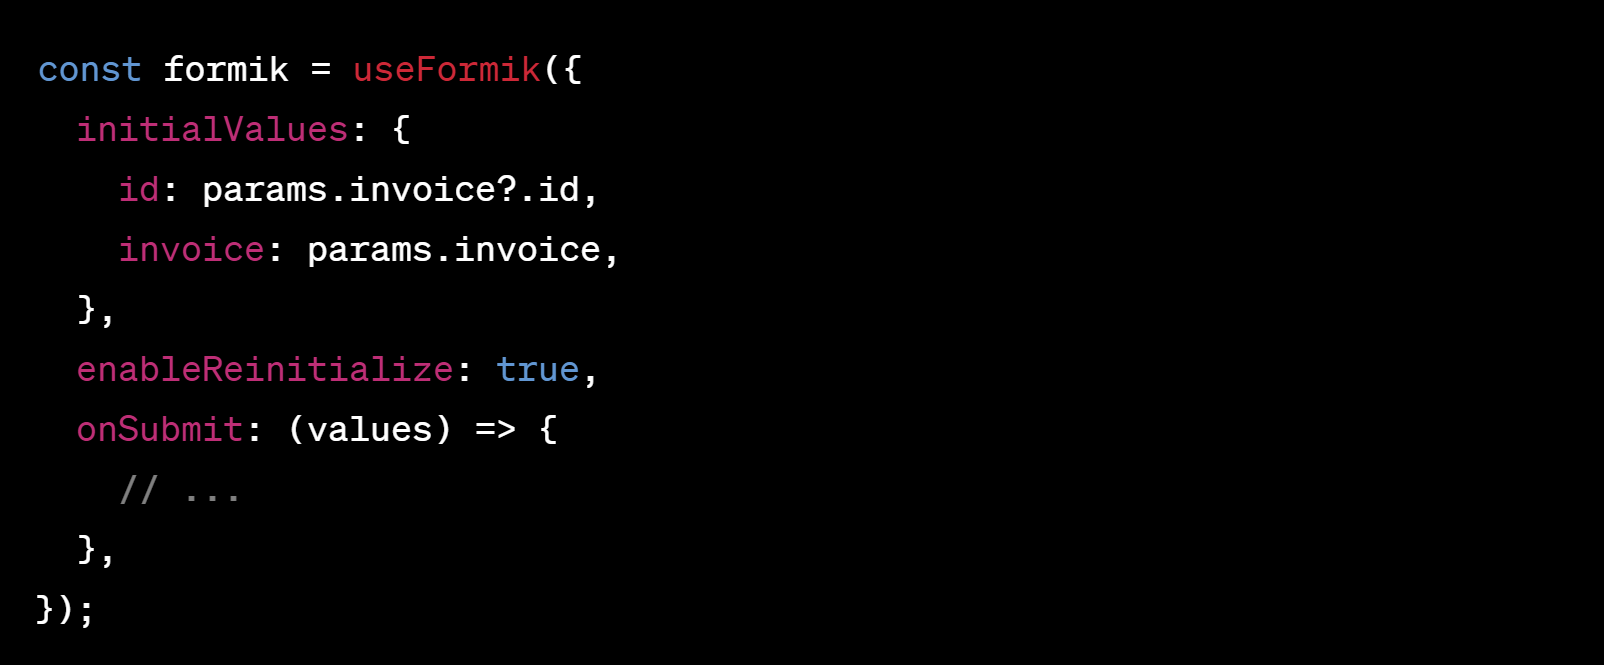 const formik = useFormik({
  initialValues: {
    id: params.invoice?.id,
    invoice: params.invoice,
  },
  enableReinitialize: true,
  onSubmit: (values) => {
    // ...
  },
});